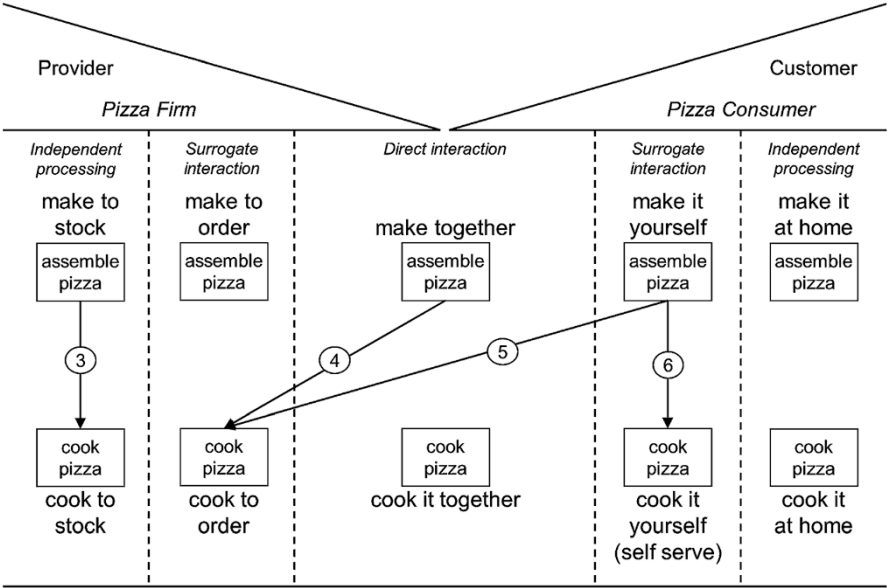 Provider
Customer
Pizza Firm
Pizza Consumer
Independent
processing
Surrogate
interaction
Direct interaction
Surrogate
interaction
Independent
processing
make to
stock
make to
order
make together
make it
yourself
make it
at home
assemble
pizza
assemble
pizza
assemble
pizza
assemble
pizza
assemble
pizza
3
4
5
6
cook
pizza
cook
pizza
cook
pizza
cook
pizza
cook
pizza
cook to
stock
cook to
order
cook it together
cook it
yourself
(self serve)
cook it
at home